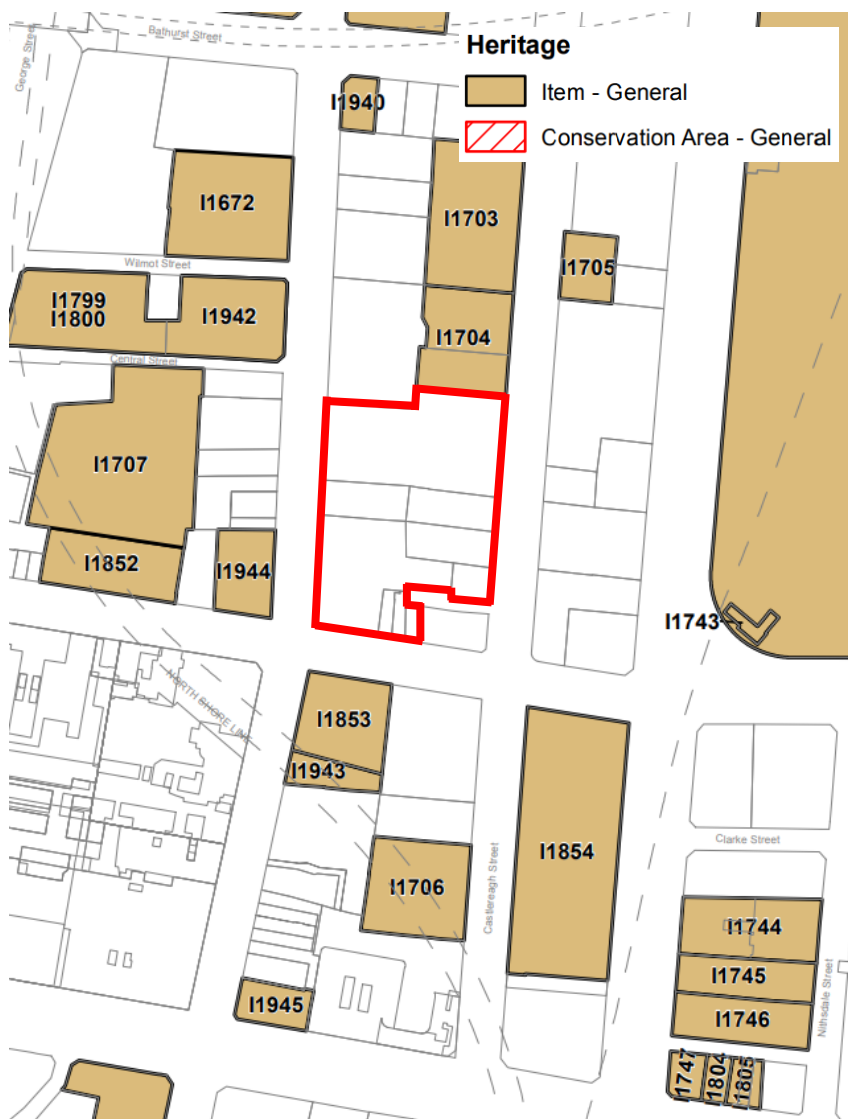 Bathurst Street
George Street
Heritage
Item - General
Conservation Area - General
I1940
I1672
I1703
I1705
Wilmot Street
I1799
I1800
I1942
I1704
Central Street
I1707
I1852
I1944
I1743
NORTH SHORE LINE
I1853
I1943
I1854
Castlereagh Street
Clarke Street
I1706
I1744
I1745
I1746
Nithsdale Street
I1945
I1747
1804
1805